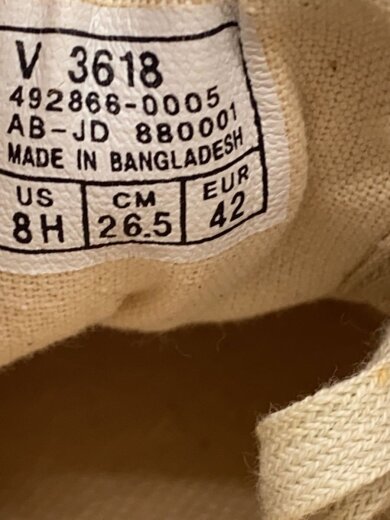 V 3618
492866-0005
AB-JD 880001
MADE IN BANGLADESH
US CM EUR
8H 26.5 42